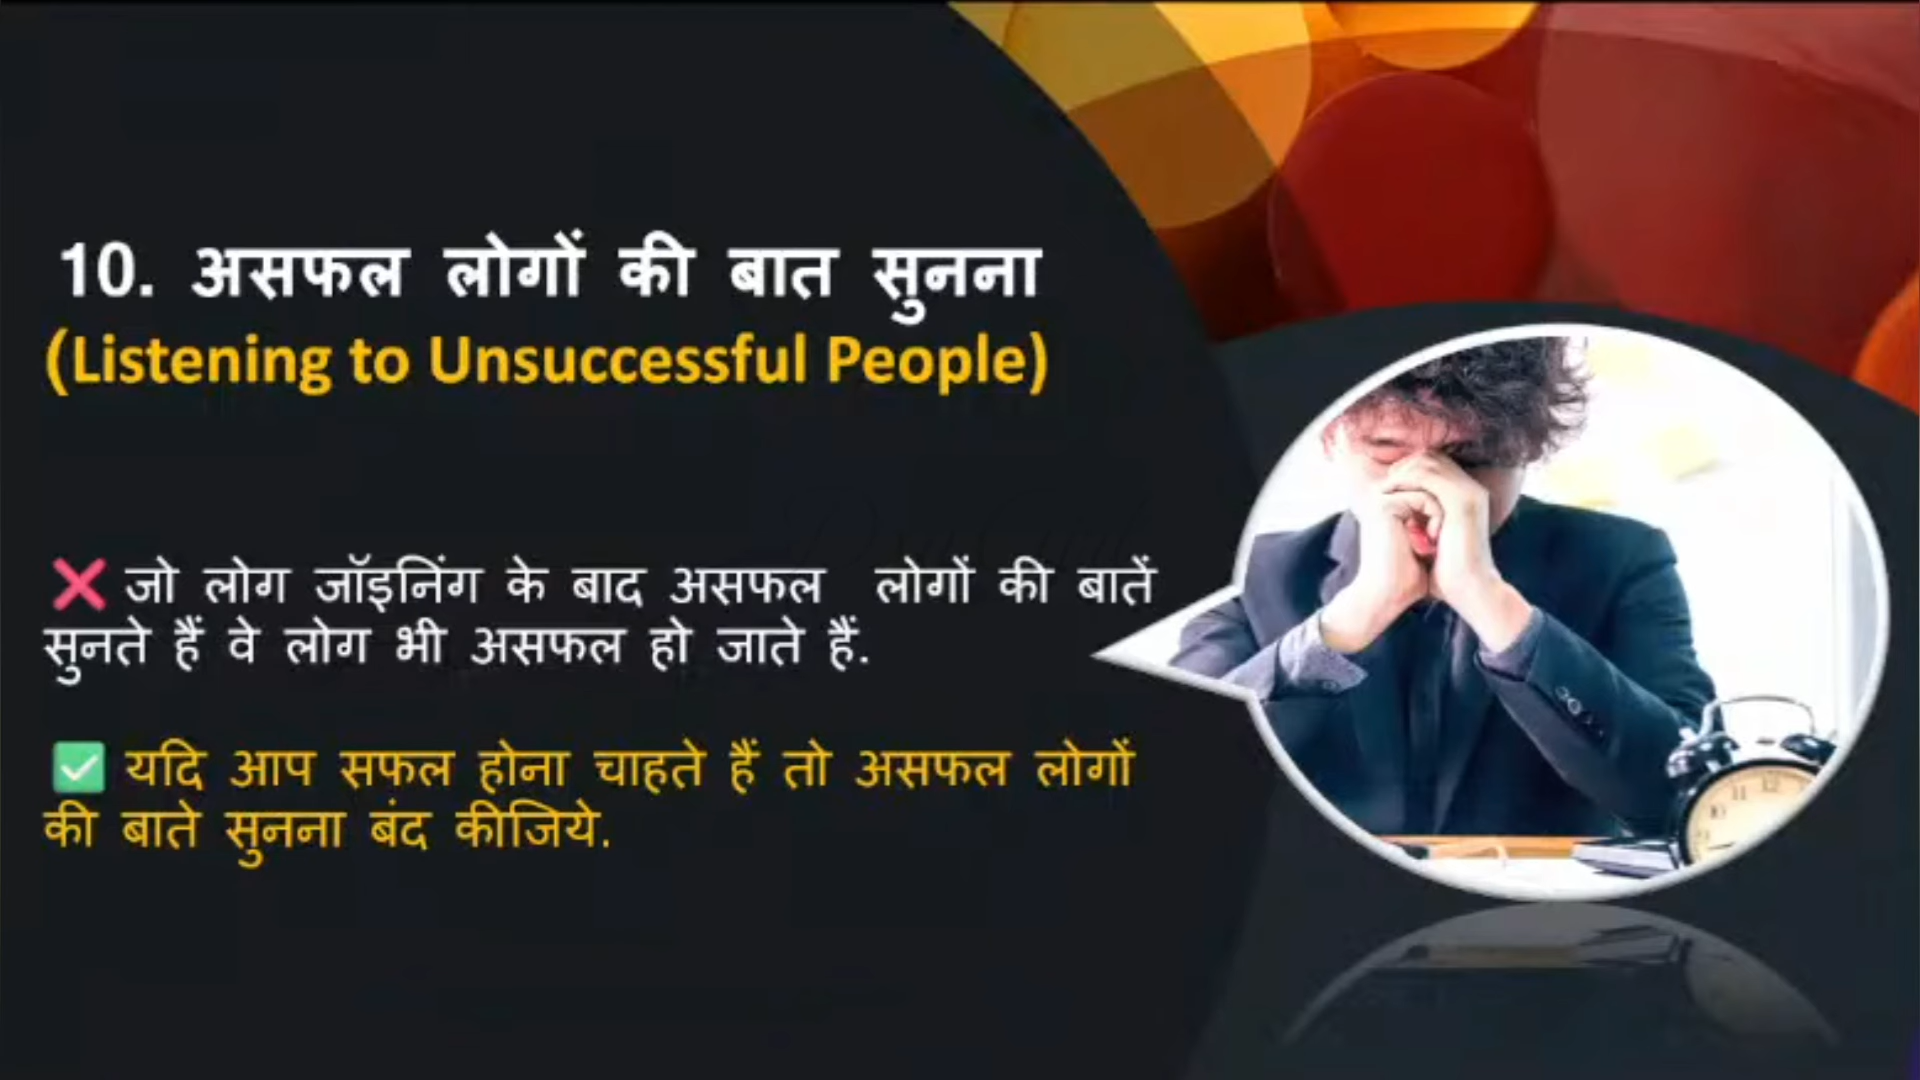 10. असफल लोगों की बात सुनना
(Listening to Unsuccessful People)
❌ जो लोग जॉइनिंग के बाद असफल लोगों की बातें
सुनते हैं वे लोग भी असफल हो जाते हैं.
✅ यदि आप सफल होना चाहते हैं तो असफल लोगों
की बाते सुनना बंद कीजिये.